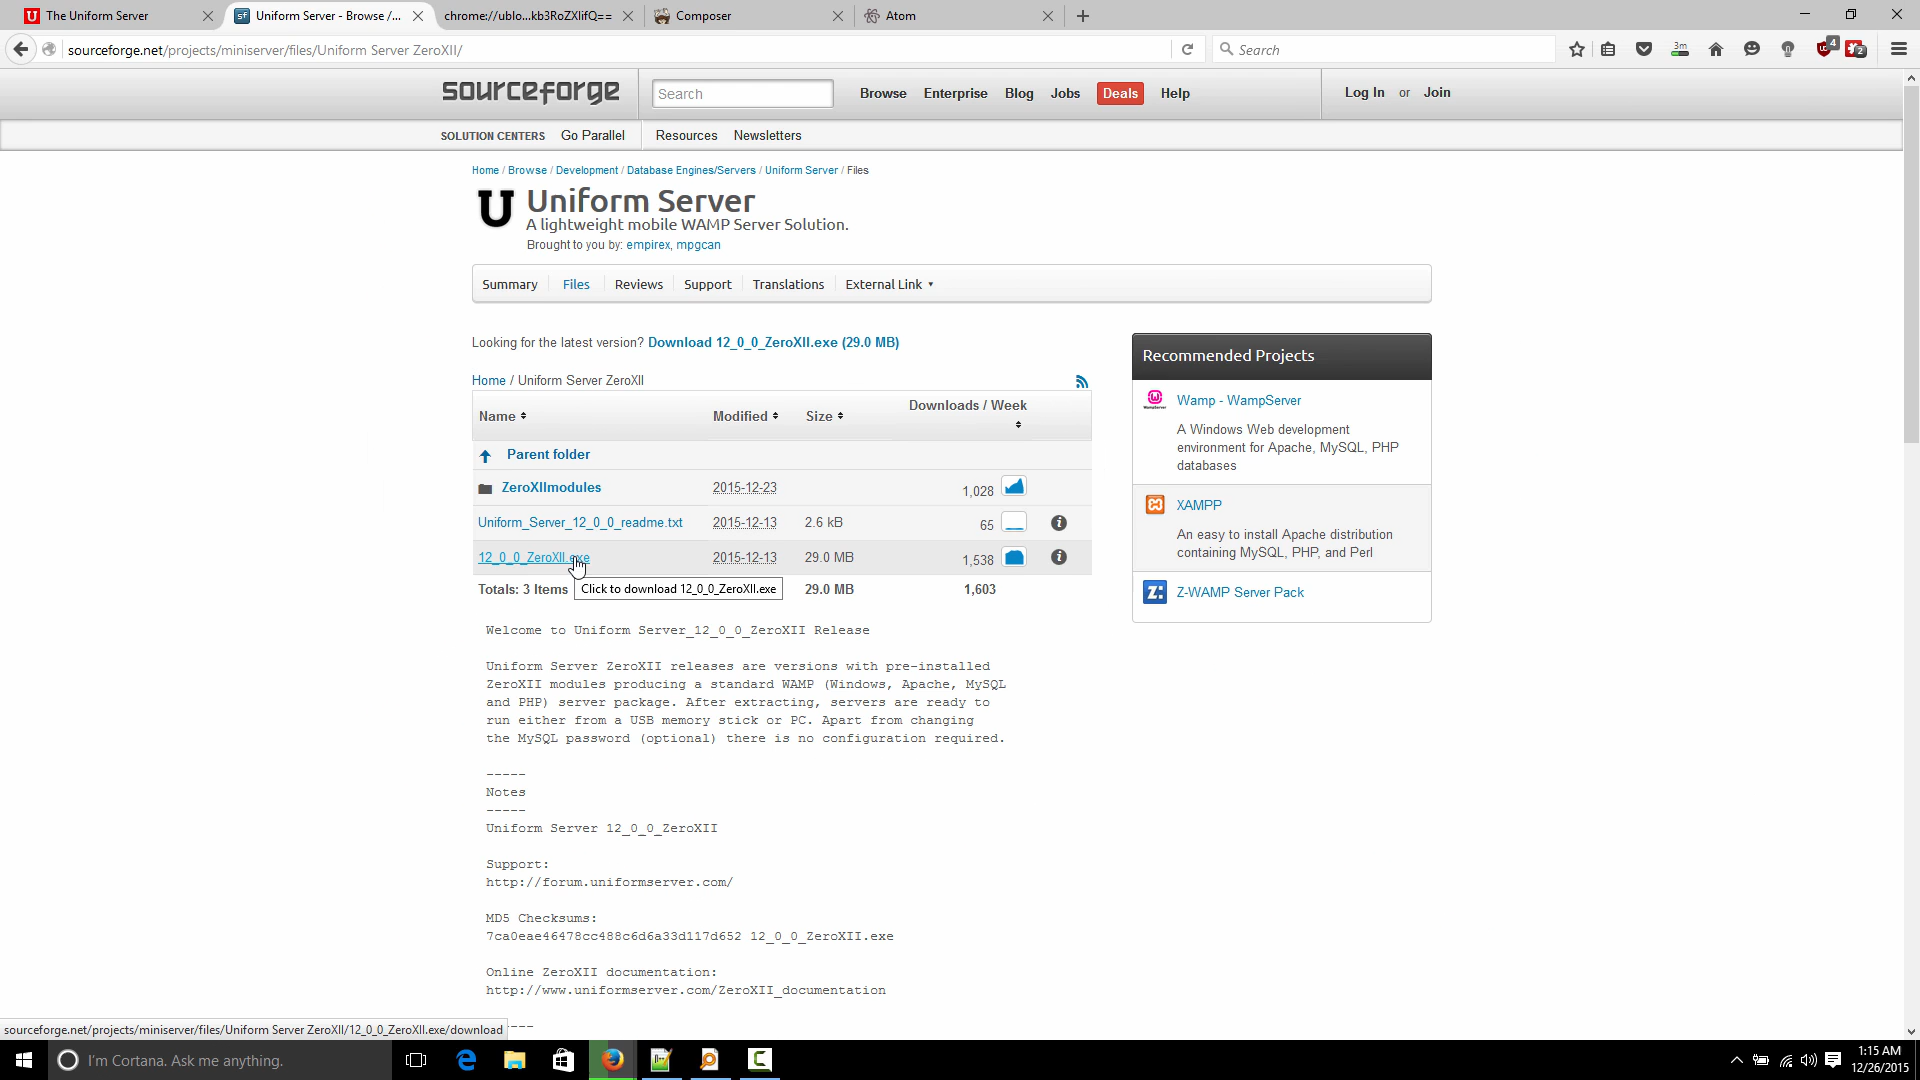 The Uniform Server
Uniform Server - Browse /...
chrome://ublo...kb3RoZXIifQ==
Composer
Atom
sourceforge.net/projects/miniserver/files/Uniform Server ZeroXII/
Search
3m
4
2
sourceforge
Search
Browse
Enterprise
Blog
Jobs
Deals
Help
Log In or Join
SOLUTION CENTERS
Go Parallel
Resources
Newsletters
Home / Browse / Development / Database Engines/Servers / Uniform Server / Files
Uniform Server
A lightweight mobile WAMP Server Solution.
Brought to you by: empirex, mpgcan
Summary
Files
Reviews
Support
Translations
External Link
Looking for the latest version? Download 12_0_0_ZeroXII.exe (29.0 MB)
Home / Uniform Server ZeroXII
Name
Modified
Size
Downloads / Week
Parent folder
ZeroXIImodules 2015-12-23 1,028
Uniform_Server_12_0_0_readme.txt 2015-12-13 2.6 kB 65
12_0_0_ZeroXII.exe 2015-12-13 29.0 MB 1,538
Totals: 3 Items 29.0 MB 1,603
Click to download 12_0_0_ZeroXII.exe
Welcome to Uniform Server_12_0_0_ZeroXII Release
Uniform Server ZeroXII releases are versions with pre-installed
ZeroXII modules producing a standard WAMP (Windows, Apache, MySQL
and PHP) server package. After extracting, servers are ready to
run either from a USB memory stick or PC. Apart from changing
the MySQL password (optional) there is no configuration required.
-----
Notes
-----
Uniform Server 12_0_0_ZeroXII
Support:
http://forum.uniformserver.com/
MD5 Checksums:
7ca0eae46478cc488c6d6a33d117d652 12_0_0_ZeroXII.exe
Online ZeroXII documentation:
http://www.uniformserver.com/ZeroXII_documentation
Recommended Projects
Wamp - WampServer
A Windows Web development
environment for Apache, MySQL, PHP
databases
XAMPP
An easy to install Apache distribution
containing MySQL, PHP, and Perl
Z-WAMP Server Pack
sourceforge.net/projects/miniserver/files/Uniform Server ZeroXII/12_0_0_ZeroXII.exe/download
I'm Cortana. Ask me anything.
1:15 AM
12/26/2015